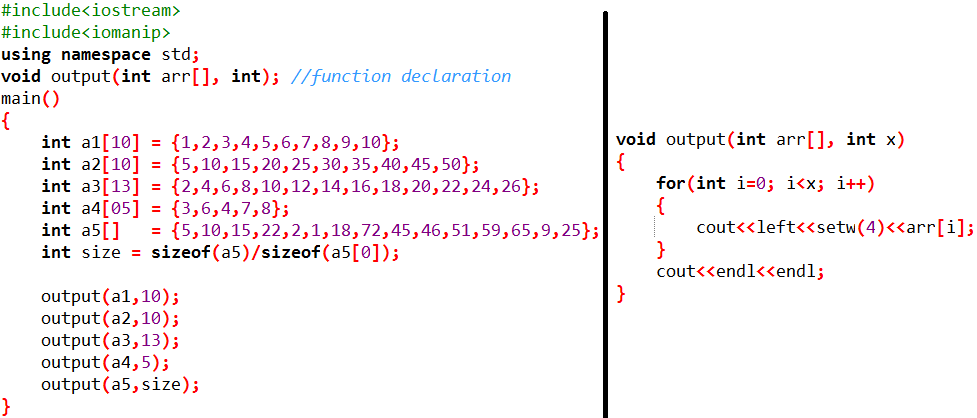 #include<iostream>
#include<iomanip>
using namespace std;
void output(int arr[], int); //function declaration
main()
{
    int a1[10] = {1,2,3,4,5,6,7,8,9,10};
    int a2[10] = {5,10,15,20,25,30,35,40,45,50};
    int a3[13] = {2,4,6,8,10,12,14,16,18,20,22,24,26};
    int a4[05] = {3,6,4,7,8};
    int a5[]   = {5,10,15,22,2,1,18,72,45,46,51,59,65,9,25};
    int size = sizeof(a5)/sizeof(a5[0]);
    output(a1,10);
    output(a2,10);
    output(a3,13);
    output(a4,5);
    output(a5,size);
}
void output(int arr[], int x)
{
    for(int i=0; i<x; i++)
    {
        cout<<left<<setw(4)<<arr[i];
    }
    cout<<endl<<endl;
}